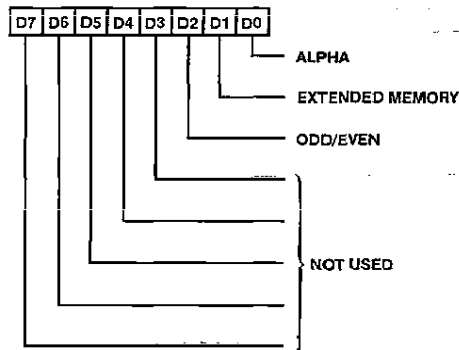 D7 D6 D5 D4 D3 D2 D1 D0
ALPHA
EXTENDED MEMORY
ODD/EVEN
NOT USED